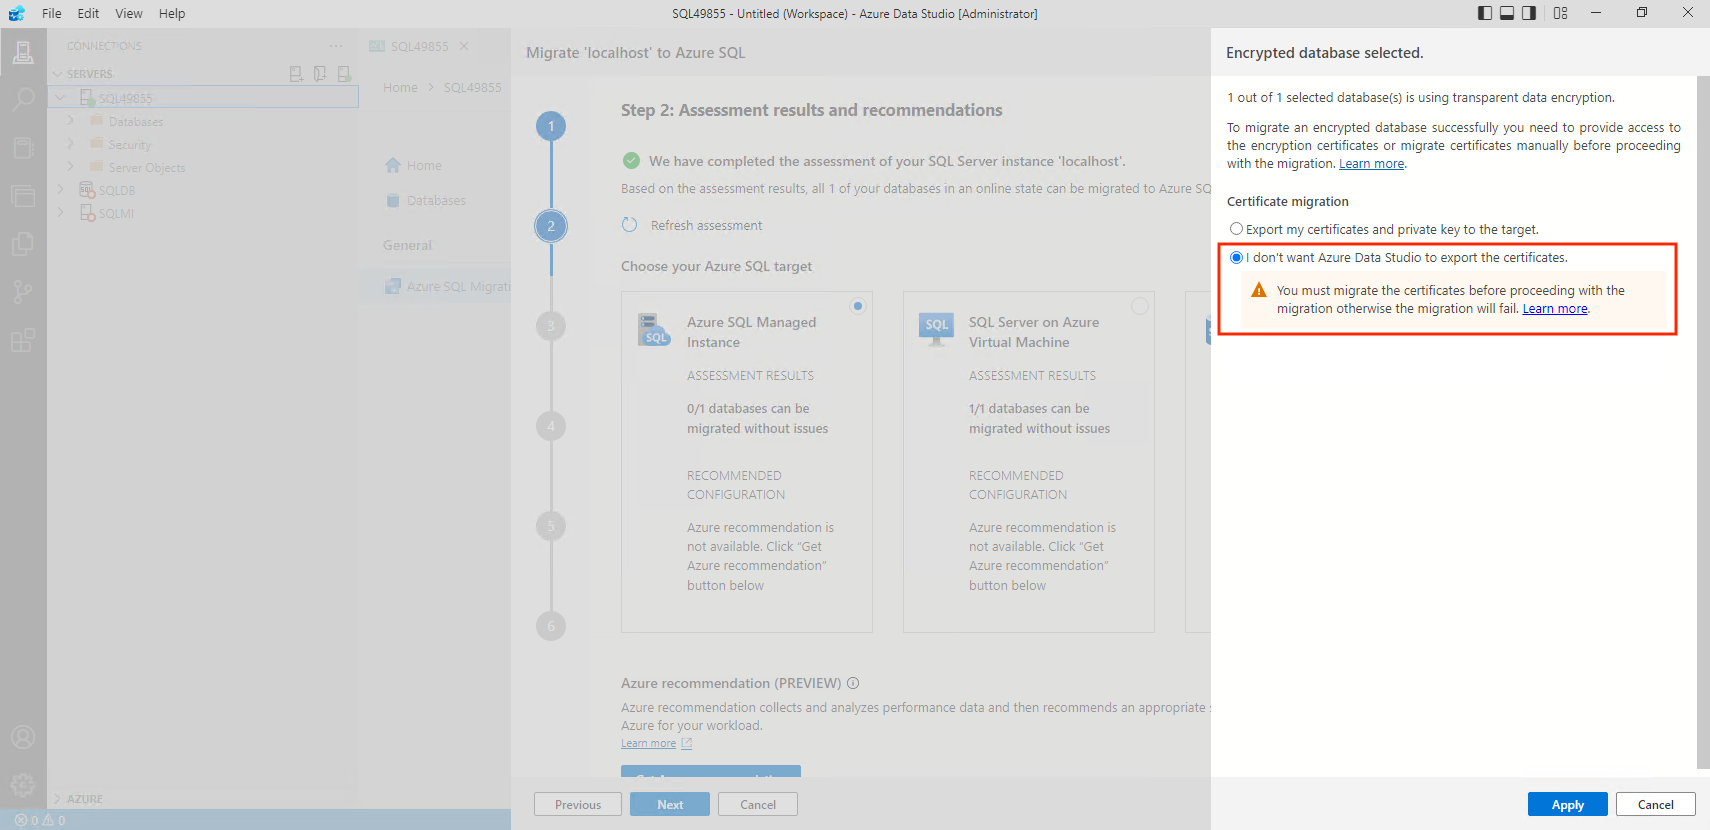 File Edit View Help
SQL49855 - Untitled (Workspace) - Azure Data Studio [Administrator]
CONNECTIONS
SERVERS
SQL49855
Databases
Security
Server Objects
SQLDB
SQLMI
AZURE
0 0
SQL49855
Home > SQL49855
Home
Databases
General
Azure SQL Migrati
Migrate 'localhost' to Azure SQL
1
2
3
4
5
6
Step 2: Assessment results and recommendations
We have completed the assessment of your SQL Server instance 'localhost'.
Based on the assessment results, all 1 of your databases in an online state can be migrated to Azure SQ
Refresh assessment
Choose your Azure SQL target
SQL
Azure SQL Managed
Instance
ASSESSMENT RESULTS
0/1 databases can be
migrated without issues
RECOMMENDED
CONFIGURATION
Azure recommendation is
not available. Click "Get
Azure recommendation"
button below
SQL
SQL Server on Azure
Virtual Machine
ASSESSMENT RESULTS
1/1 databases can be
migrated without issues
RECOMMENDED
CONFIGURATION
Azure recommendation is
not available. Click "Get
Azure recommendation"
button below
Azure recommendation (PREVIEW)
Azure recommendation collects and analyzes performance data and then recommends an appropriate s
Azure for your workload.
Learn more
Previous Next Cancel
Encrypted database selected.
1 out of 1 selected database(s) is using transparent data encryption.
To migrate an encrypted database successfully you need to provide access to
the encryption certificates or migrate certificates manually before proceeding
with the migration. Learn more.
Certificate migration
Export my certificates and private key to the target.
I don't want Azure Data Studio to export the certificates.
You must migrate the certificates before proceeding with the
migration otherwise the migration will fail. Learn more.
Apply Cancel